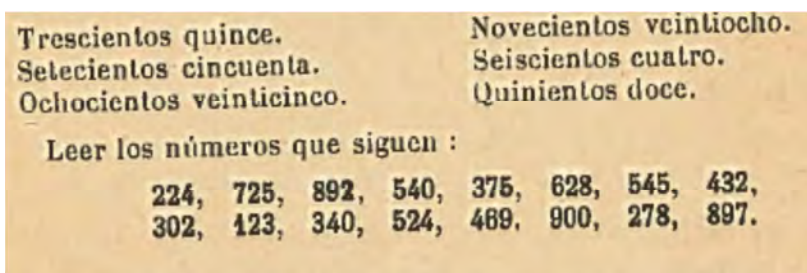 Trescientos quince.
Setecientos cincuenta.
Ochocientos veinticinco.
Novecientos veintiocho.
Seiscientos cuatro.
Quinientos doce.
Leer los números que siguen :
224, 725, 892, 540, 375, 628, 545, 432,
302, 123, 340, 524, 469. 900, 278, 897.